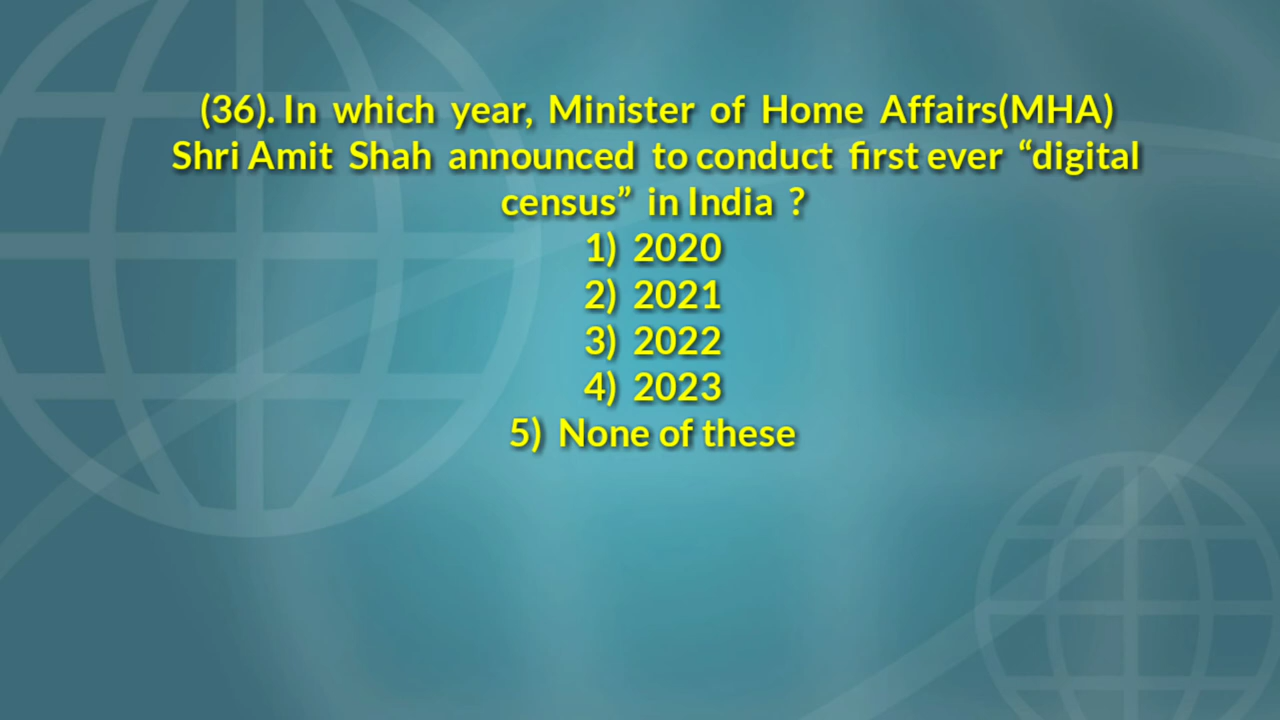 (36). In which year, Minister of Home Affairs(MHA)
Shri Amit Shah announced to conduct first ever “digital
census” in India ?
1) 2020
2) 2021
3) 2022
4) 2023
5) None of these